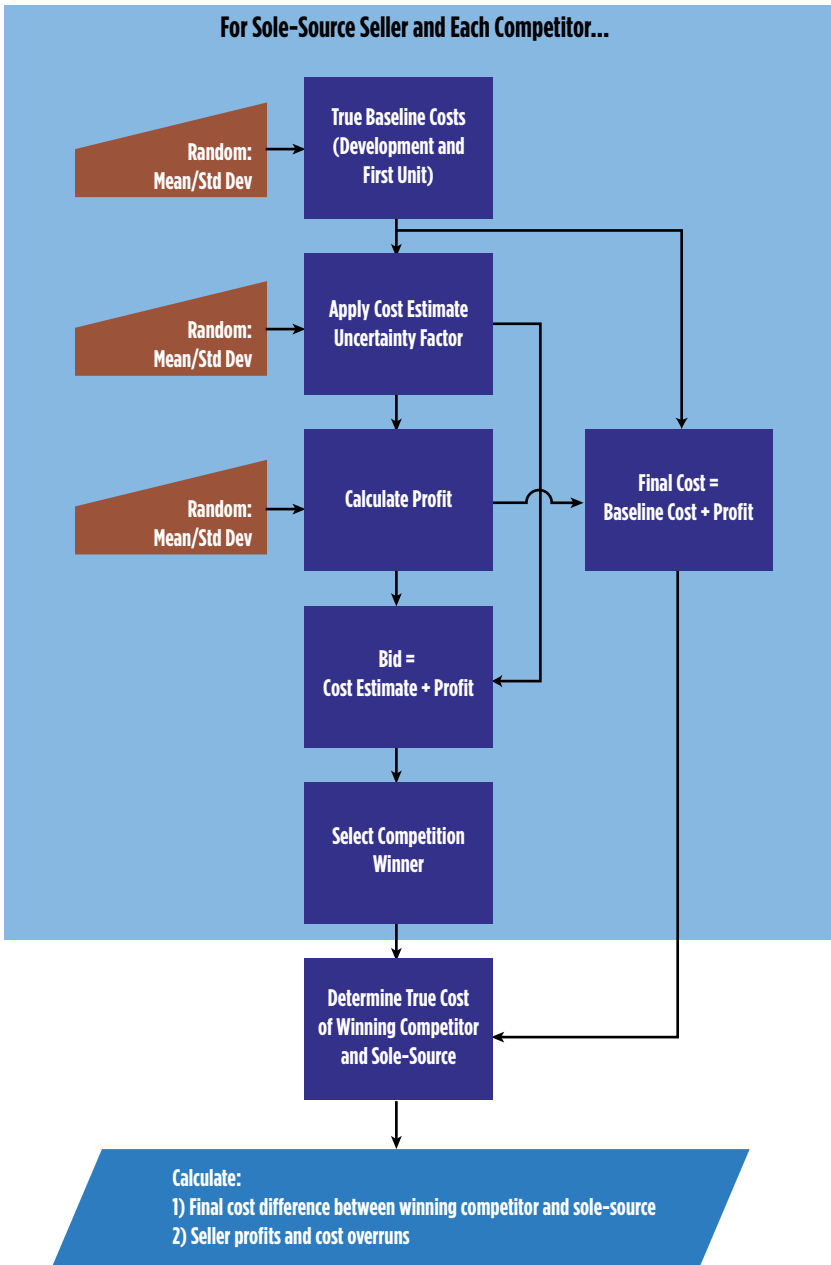 For Sole-Source Seller and Each Competitor...
True Baseline Costs
(Development and
First Unit)
Random:
Mean/Std Dev
Apply Cost Estimate
Uncertainty Factor
Random:
Mean/Std Dev
Calculate Profit
Random:
Mean/Std Dev
Final Cost =
Baseline Cost + Profit
Bid =
Cost Estimate + Profit
Select Competition
Winner
Determine True Cost
of Winning Competitor
and Sole-Source
Calculate:
1) Final cost difference between winning competitor and sole-source
2) Seller profits and cost overruns